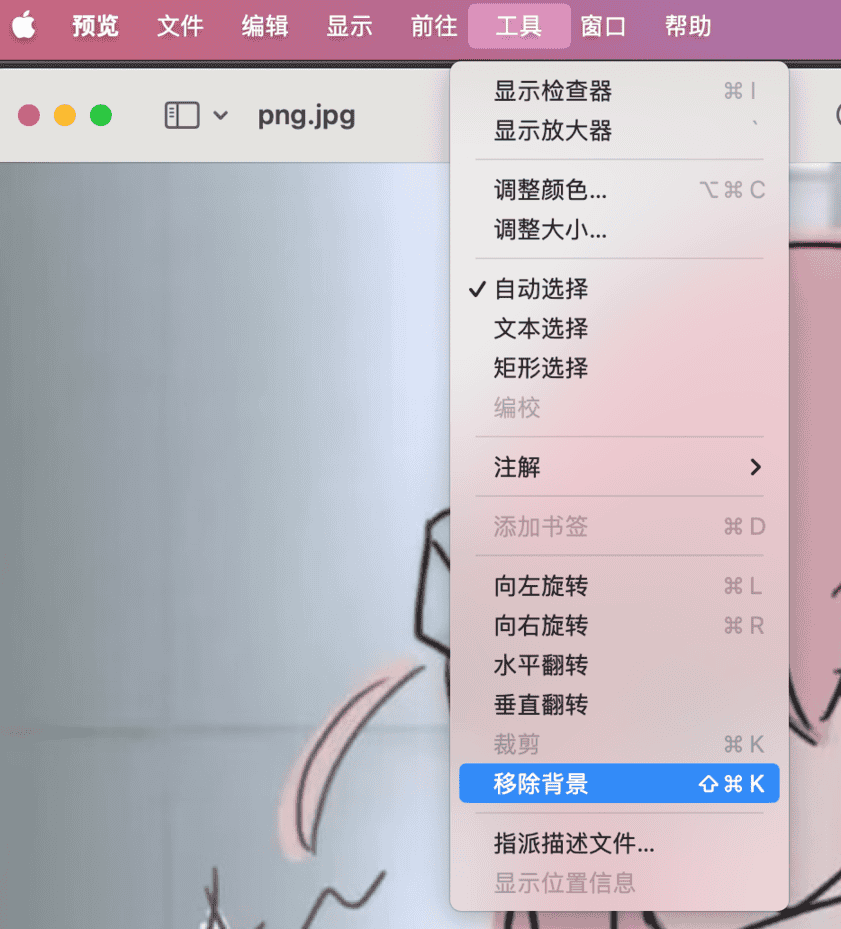 预览 文件 编辑 显示 前往 工具 窗口 帮助
png.jpg
显示检查器 ⌘ I
显示放大器 `
调整颜色... ⌥ ⌘ C
调整大小...
✓ 自动选择
文本选择
矩形选择
编校
注解 >
添加书签 ⌘ D
向左旋转 ⌘ L
向右旋转 ⌘ R
水平翻转
垂直翻转
裁剪 ⌘ K
移除背景 ⇧ ⌘ K
指派描述文件...
显示位置信息